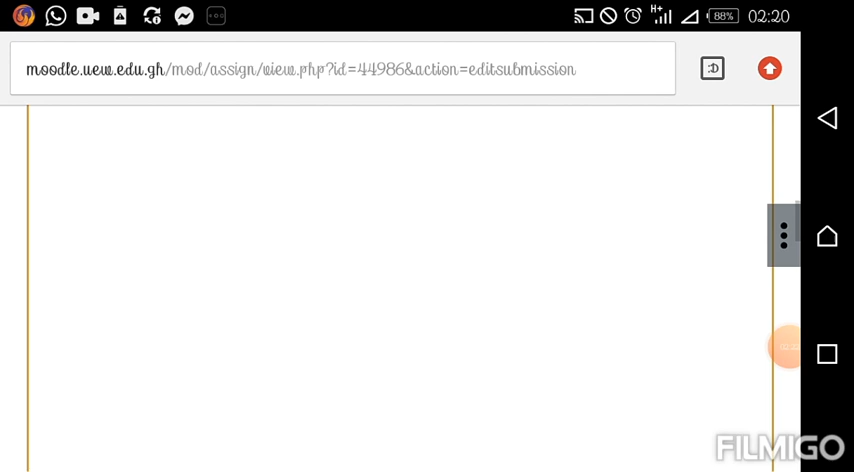 H+
88%
02:20
moodle.uew.edu.gh/mod/assign/view.php?id=44986&action=editsubmission
:D
FILMIGO